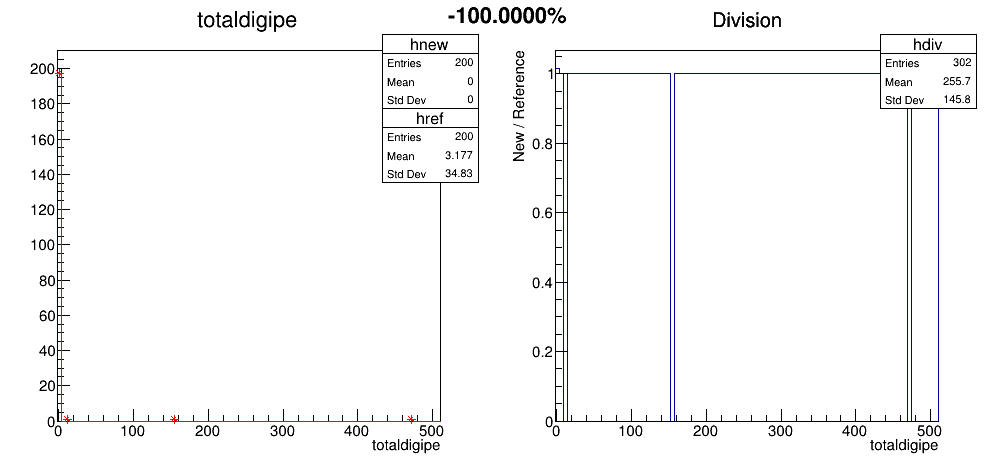 -100.0000%
totaldigipe
hnew
Entries 200
Mean 0
Std Dev 0
href
Entries 200
Mean 3.177
Std Dev 34.83
200
180
160
140
120
100
80
60
40
20
0
0 100 200 300 400 500
totaldigipe
Division
hdiv
Entries 302
Mean 255.7
Std Dev 145.8
New / Reference
1
0.8
0.6
0.4
0.2
0
0 100 200 300 400 500
totaldigipe